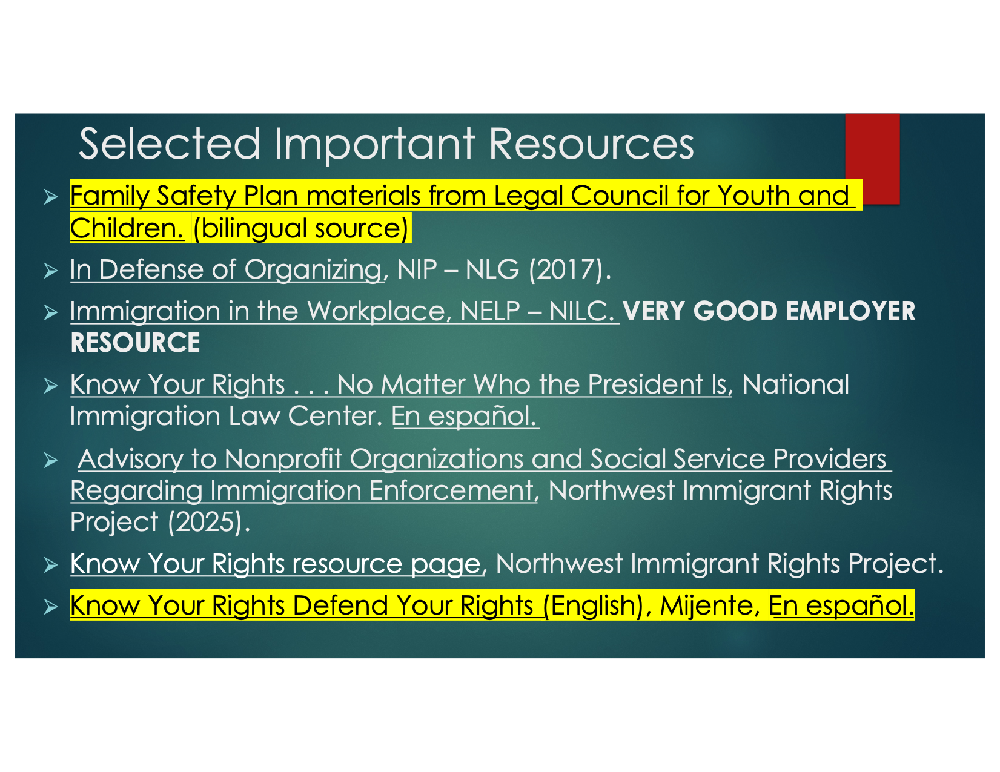 Selected Important Resources
➢ Family Safety Plan materials from Legal Council for Youth and
Children. (bilingual source)
➢ In Defense of Organizing, NIP – NLG (2017).
➢ Immigration in the Workplace, NELP – NILC. VERY GOOD EMPLOYER
RESOURCE
➢ Know Your Rights . . . No Matter Who the President Is, National
Immigration Law Center. En español.
➢ Advisory to Nonprofit Organizations and Social Service Providers
Regarding Immigration Enforcement, Northwest Immigrant Rights
Project (2025).
➢ Know Your Rights resource page, Northwest Immigrant Rights Project.
➢ Know Your Rights Defend Your Rights (English), Mijente, En español.